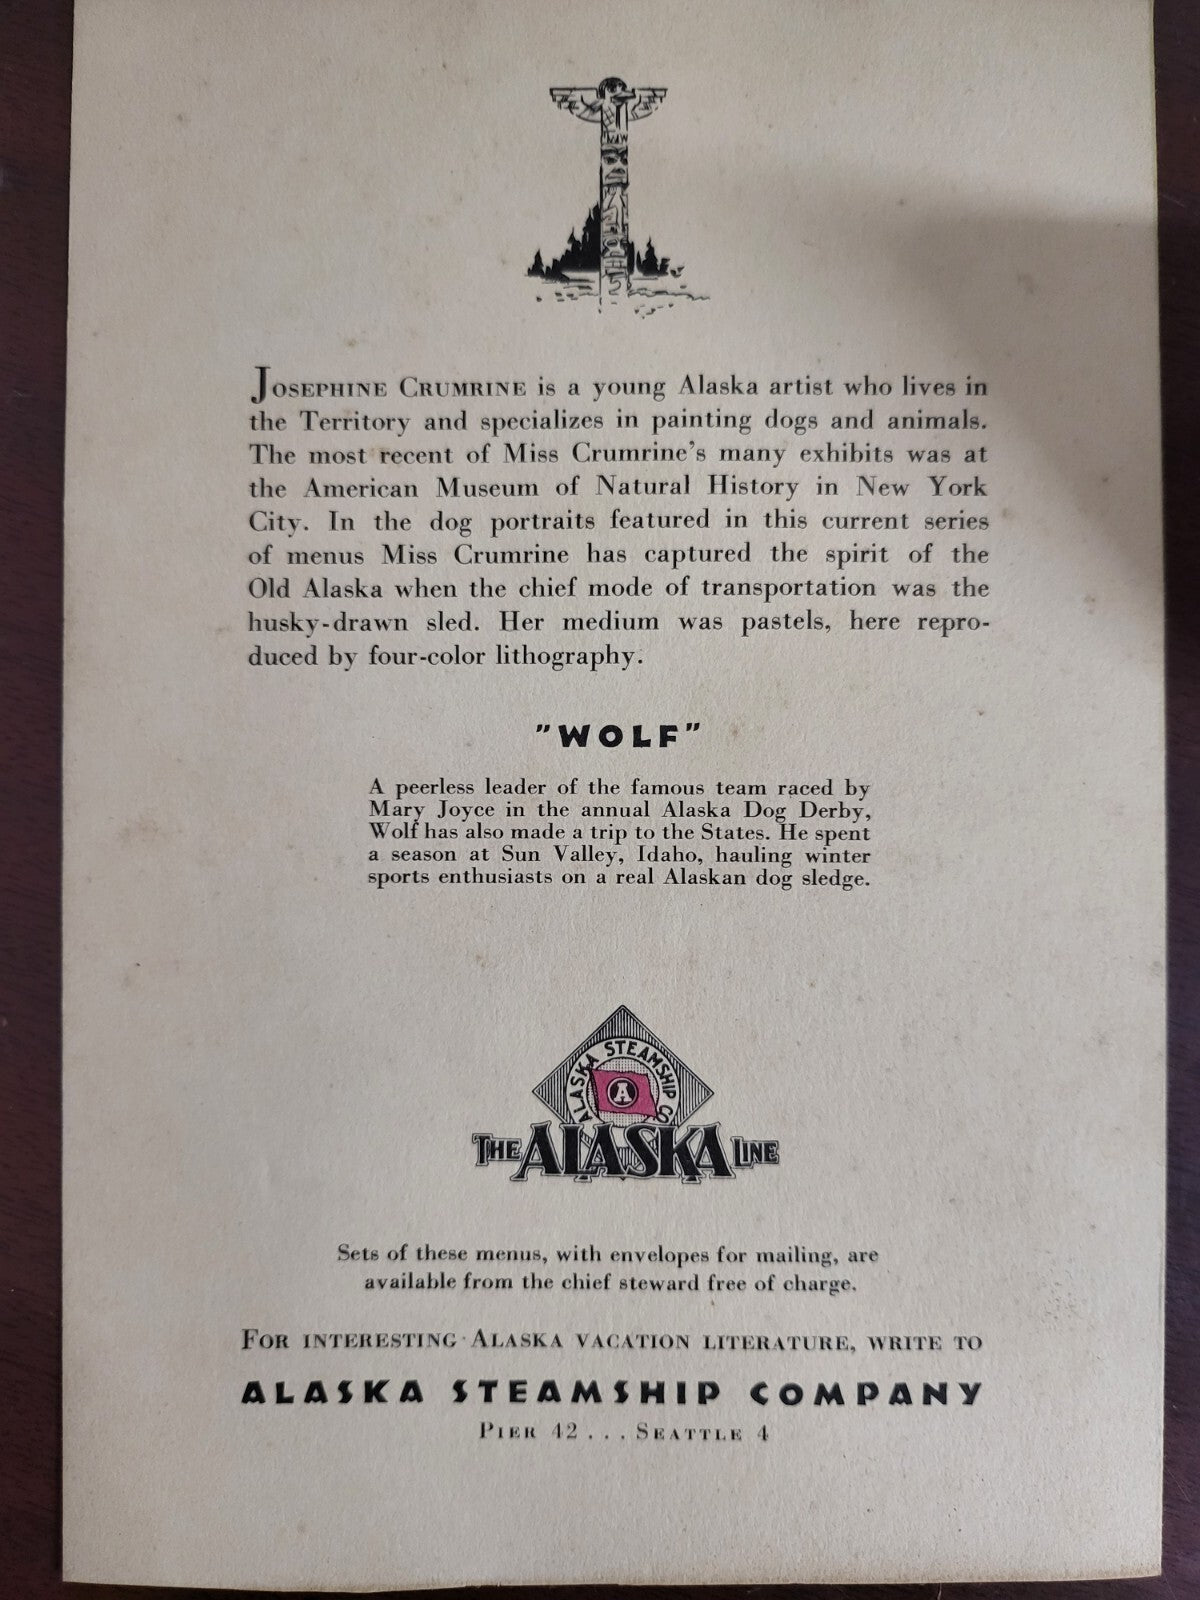 JOSEPHINE CRUMRINE is a young Alaska artist who lives in
the Territory and specializes in painting dogs and animals.
The most recent of Miss Crumrine's many exhibits was at
the American Museum of Natural History in New York
City. In the dog portraits featured in this current series
of menus Miss Crumrine has captured the spirit of the
Old Alaska when the chief mode of transportation was the
husky-drawn sled. Her medium was pastels, here repro-
duced by four-color lithography.
"WOLF"
A peerless leader of the famous team raced by
Mary Joyce in the annual Alaska Dog Derby,
Wolf has also made a trip to the States. He spent
a season at Sun Valley, Idaho, hauling winter
sports enthusiasts on a real Alaskan dog sledge.
ALASKA STEAMSHIP CO
A
THE ALASKA LINE
Sets of these menus, with envelopes for mailing, are
available from the chief steward free of charge.
FOR INTERESTING ALASKA VACATION LITERATURE, WRITE TO
ALASKA STEAMSHIP COMPANY
PIER 42 . . . SEATTLE 4